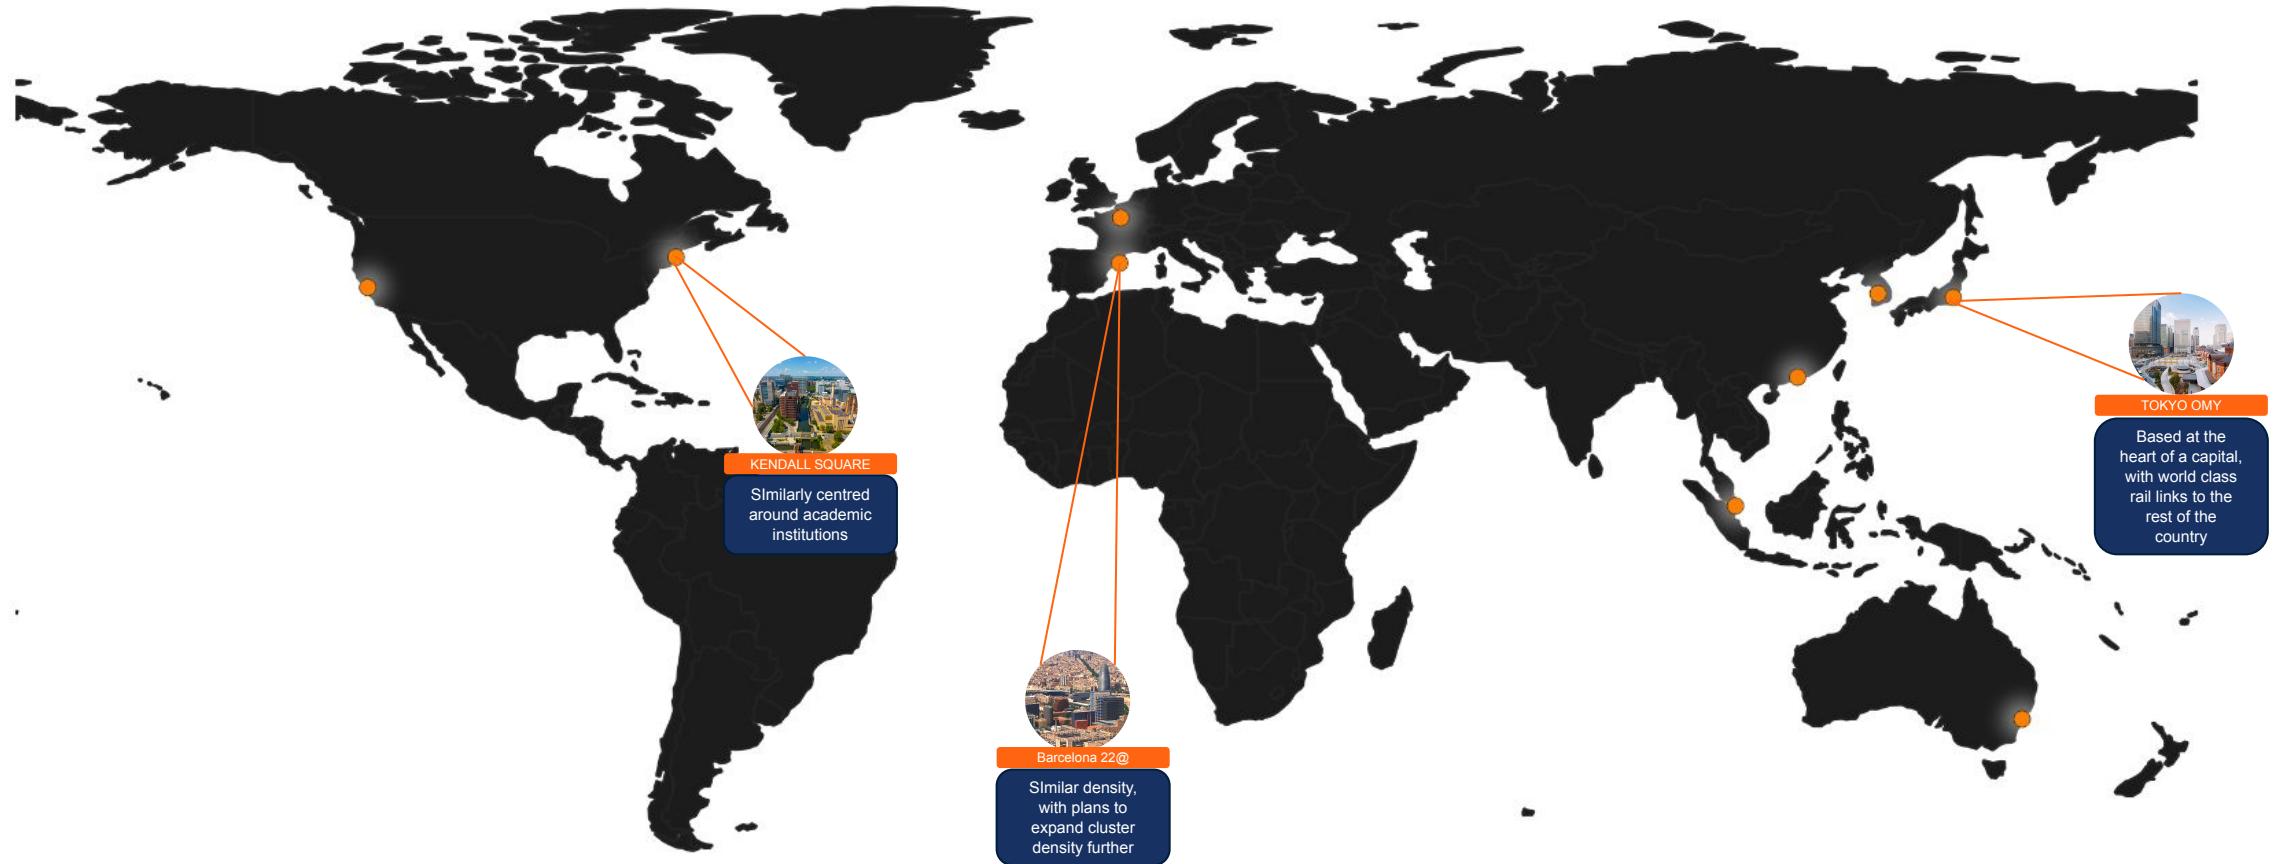 KENDALL SQUARE
SImilarly centred
around academic
institutions
Barcelona 22@
SImilar density,
with plans to
expand cluster
density further
TOKYO OMY
Based at the
heart of a capital,
with world class
rail links to the
rest of the
country